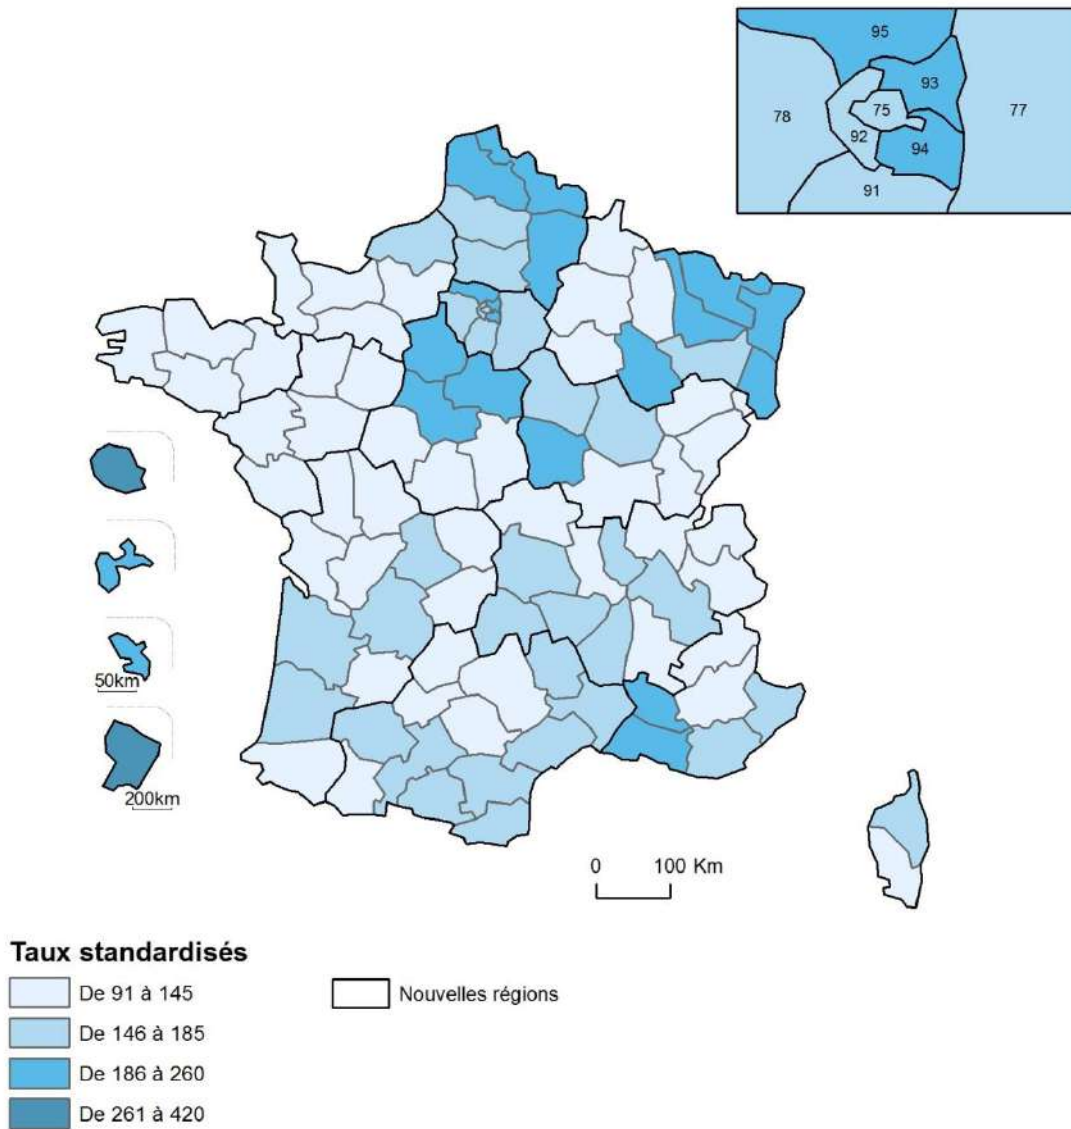 95
93
78
75
77
92
94
91
50km
200km
0 100 Km
Taux standardisés
De 91 à 145
Nouvelles régions
De 146 à 185
De 186 à 260
De 261 à 420